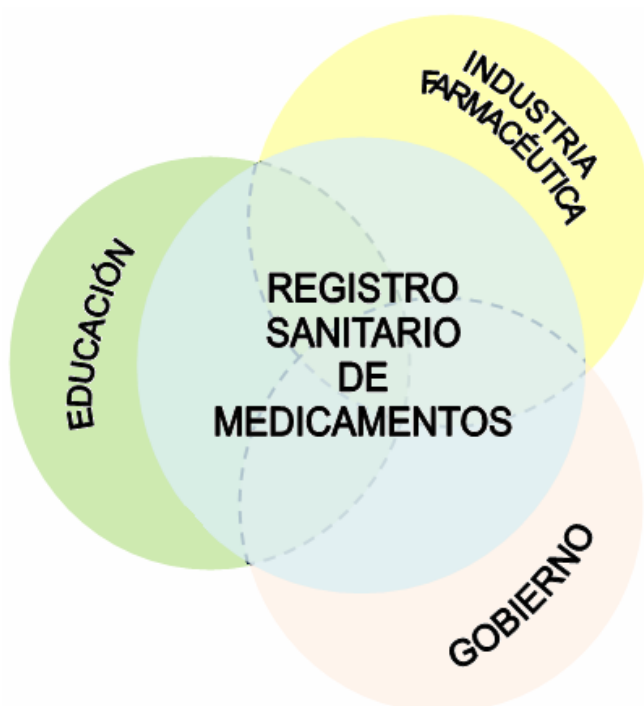 INDUSTRIA
FARMACÉUTICA
EDUCACIÓN
REGISTRO
SANITARIO
DE
MEDICAMENTOS
GOBIERNO